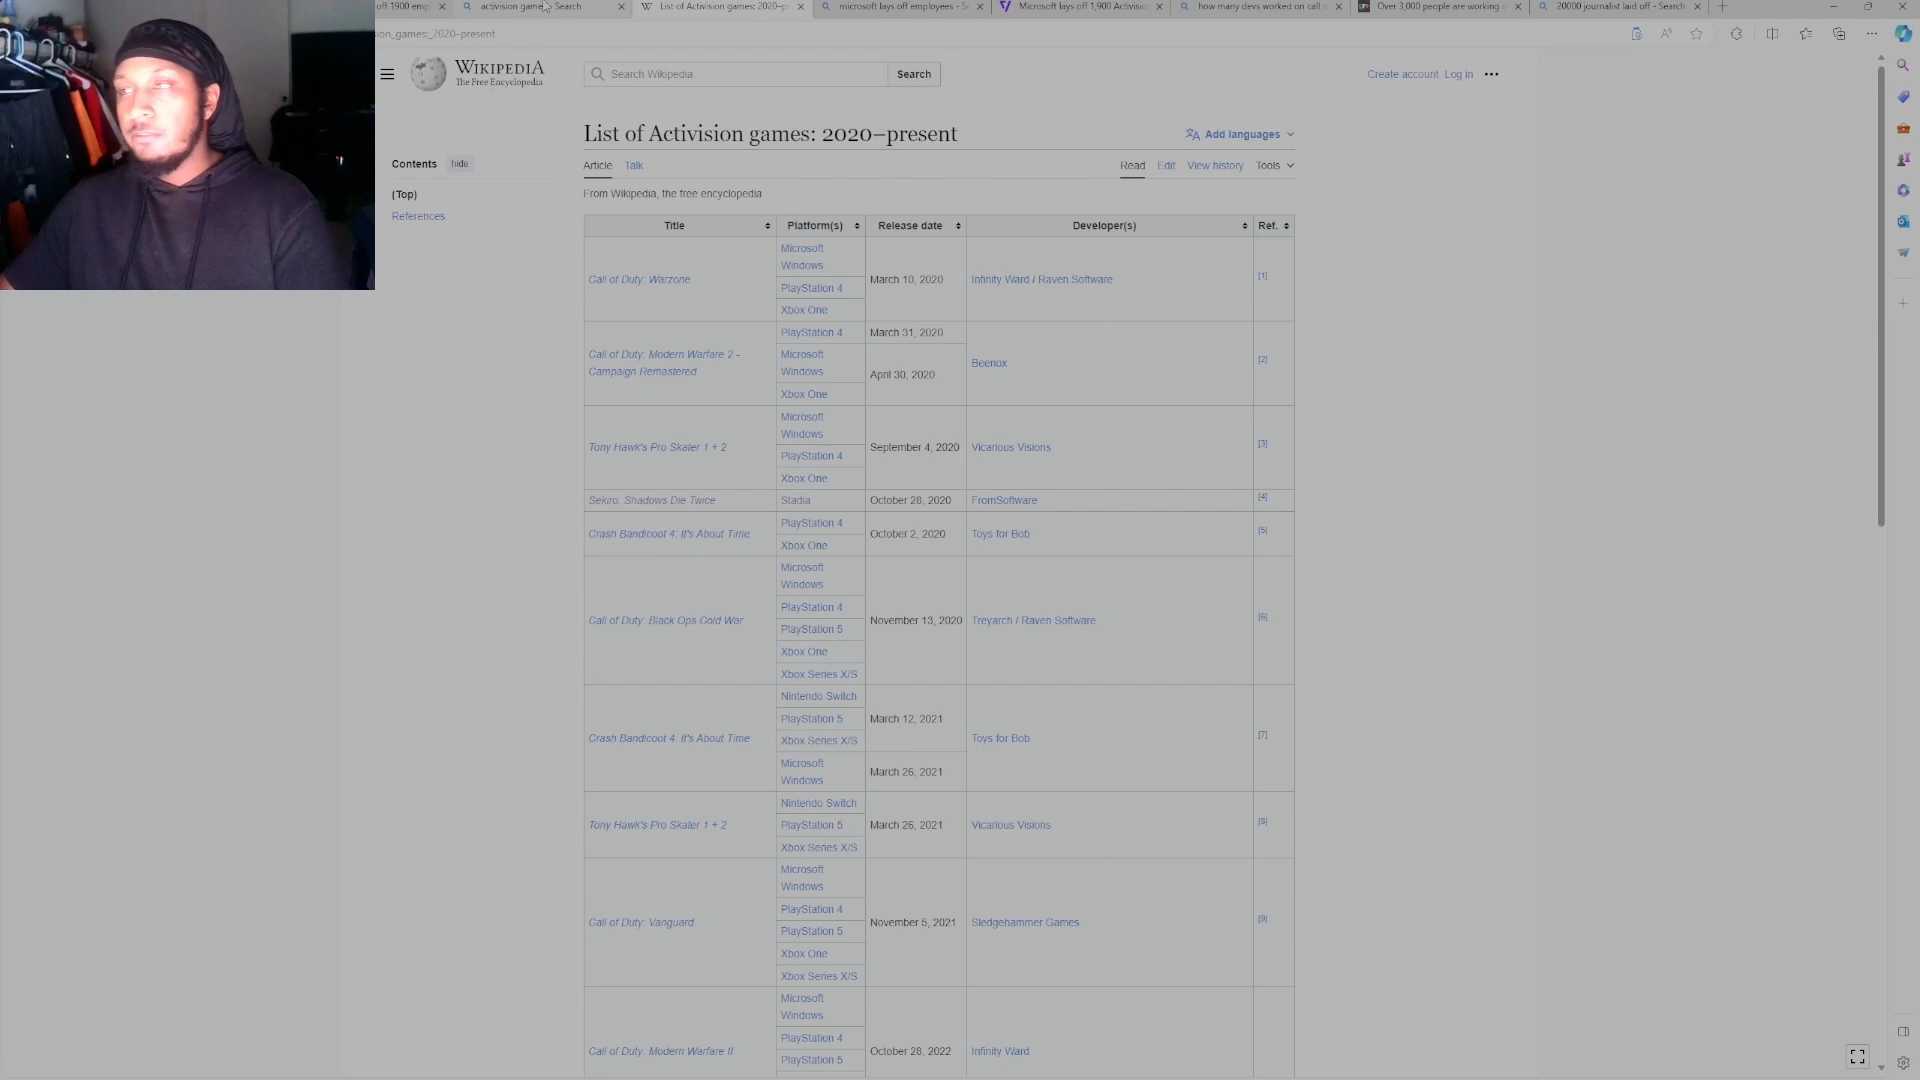 off 1900 emp
activision games - Search
List of Activision games: 2020–pr
microsoft lays off employees - S
Microsoft lays off 1,900 Activisio
how many devs worked on call o
Over 3,000 people are working
20000 journalist laid off - Search
ion_games:_2020–present
WIKIPEDIA
The Free Encyclopedia
Search Wikipedia
Search
Create account Log in
Contents hide
(Top)
References
List of Activision games: 2020–present
Add languages
Article Talk
Read Edit View history Tools
From Wikipedia, the free encyclopedia
Title Platform(s) Release date Developer(s) Ref.
Call of Duty: Warzone
Microsoft
Windows
PlayStation 4
Xbox One
March 10, 2020
Infinity Ward / Raven Software
[1]
Call of Duty: Modern Warfare 2 -
Campaign Remastered
PlayStation 4
March 31, 2020
Microsoft
Windows
Xbox One
April 30, 2020
Beenox
[2]
Tony Hawk's Pro Skater 1 + 2
Microsoft
Windows
PlayStation 4
Xbox One
September 4, 2020
Vicarious Visions
[3]
Sekiro: Shadows Die Twice
Stadia
October 28, 2020
FromSoftware
[4]
Crash Bandicoot 4: It's About Time
PlayStation 4
Xbox One
October 2, 2020
Toys for Bob
[5]
Call of Duty: Black Ops Cold War
Microsoft
Windows
PlayStation 4
PlayStation 5
Xbox One
Xbox Series X/S
November 13, 2020
Treyarch / Raven Software
[6]
Crash Bandicoot 4: It's About Time
Nintendo Switch
PlayStation 5
Xbox Series X/S
March 12, 2021
Microsoft
Windows
March 26, 2021
Toys for Bob
[7]
Tony Hawk's Pro Skater 1 + 2
Nintendo Switch
PlayStation 5
Xbox Series X/S
March 26, 2021
Vicarious Visions
[8]
Call of Duty: Vanguard
Microsoft
Windows
PlayStation 4
PlayStation 5
Xbox One
Xbox Series X/S
November 5, 2021
Sledgehammer Games
[9]
Call of Duty: Modern Warfare II
Microsoft
Windows
PlayStation 4
PlayStation 5
October 28, 2022
Infinity Ward